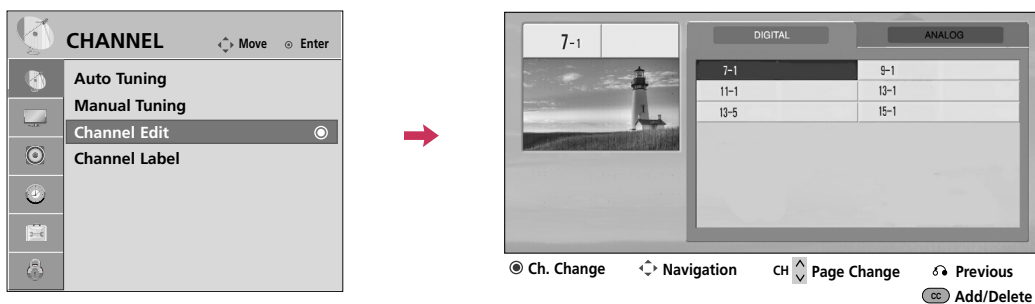 CHANNEL
Move
Enter
Auto Tuning
Manual Tuning
Channel Edit
Channel Label
7-1
DIGITAL
ANALOG
7-1
9-1
11-1
13-1
13-5
15-1
Ch. Change
Navigation
CH
Page Change
Previous
CC
Add/Delete